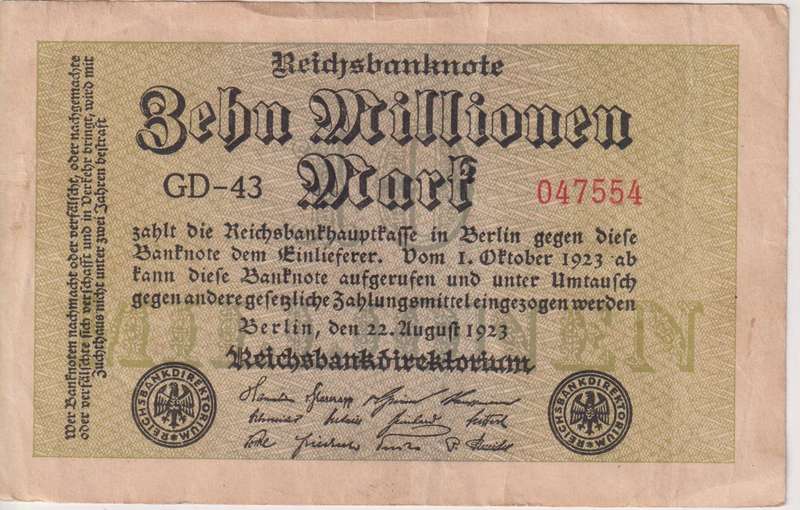 Reichsbanknote
Zehn Millionen
Mark
GD-43
047554
zahlt die Reichsbankhauptkasse in Berlin gegen diese
Banknote dem Einlieferer. Vom 1. Oktober 1923 ab
kann diese Banknote aufgerufen und unter Umtausch
gegen andere gesetzliche Zahlungsmittel eingezogen werden
Berlin, den 22. August 1923
Reichsbankdirektorium
REICHSBANKDIREKTORIUM
REICHSBANKDIREKTORIUM
Wer Banknoten nachmacht oder verfälscht, oder nachgemachte
oder verfälschte sich verschafft und in Verkehr bringt, wird mit
Zuchthaus nicht unter zwei Jahren bestraft